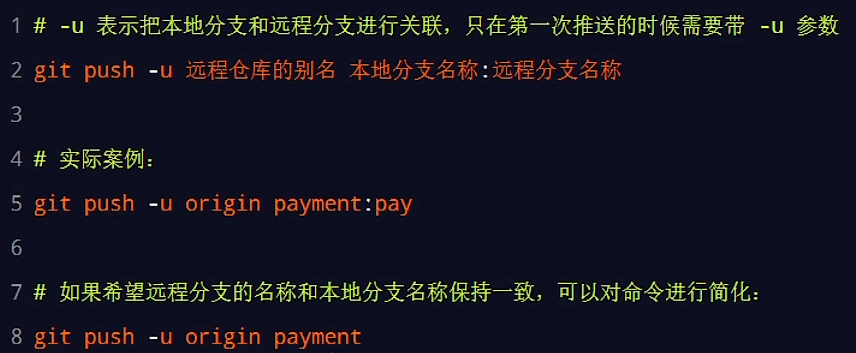 1 # -u 表示把本地分支和远程分支进行关联，只在第一次推送的时候需要带 -u 参数
2 git push -u 远程仓库的别名 本地分支名称:远程分支名称
3
4 # 实际案例：
5 git push -u origin payment:pay
6
7 # 如果希望远程分支的名称和本地分支名称保持一致，可以对命令进行简化：
8 git push -u origin payment